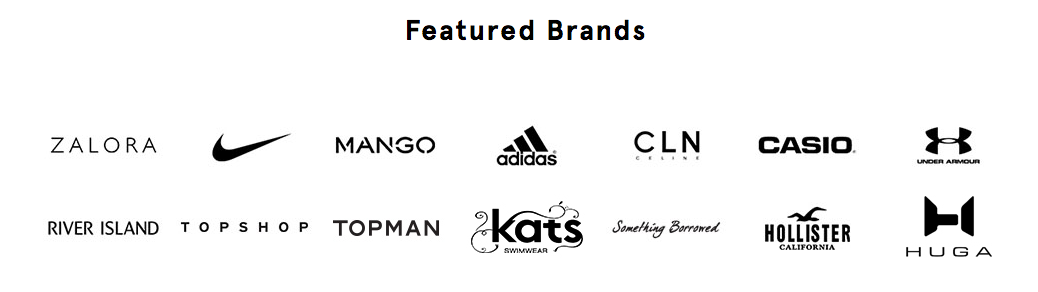 Featured Brands
ZALORA
MANGO
adidas
CLN
CELINE
CASIO
UNDER ARMOUR
RIVER ISLAND
TOPSHOP
TOPMAN
kats
SWIMWEAR
Something Borrowed
HOLLISTER
CALIFORNIA
HUGA